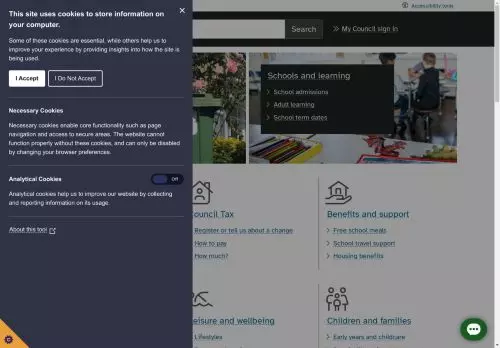 This site uses cookies to store information on
your computer.
Some of these cookies are essential, while others help us to
improve your experience by providing insights into how the site is
being used.
I Accept
I Do Not Accept
Necessary Cookies
Necessary cookies enable core functionality such as page
navigation and access to secure areas. The website cannot
function properly without these cookies, and can only be disabled
by changing your browser preferences.
Analytical Cookies
Off
Analytical cookies help us to improve our website by collecting
and reporting information on its usage.
About this tool
Accessibility tools
Search
My Council sign in
Schools and learning
School admissions
Adult learning
School term dates
ouncil Tax
Register or tell us about a change
How to pay
How much?
Benefits and support
Free school meals
School travel support
Housing benefits
eisure and wellbeing
Lifestyles
Children and families
Early years and childcare